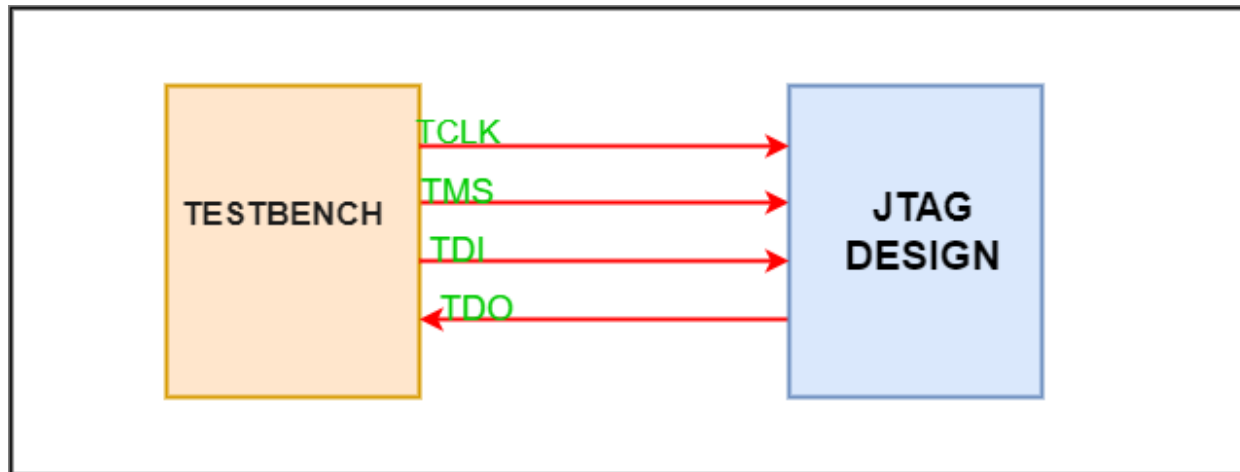 TCLK
TMS
TESTBENCH
TDI
TDO
JTAG
DESIGN